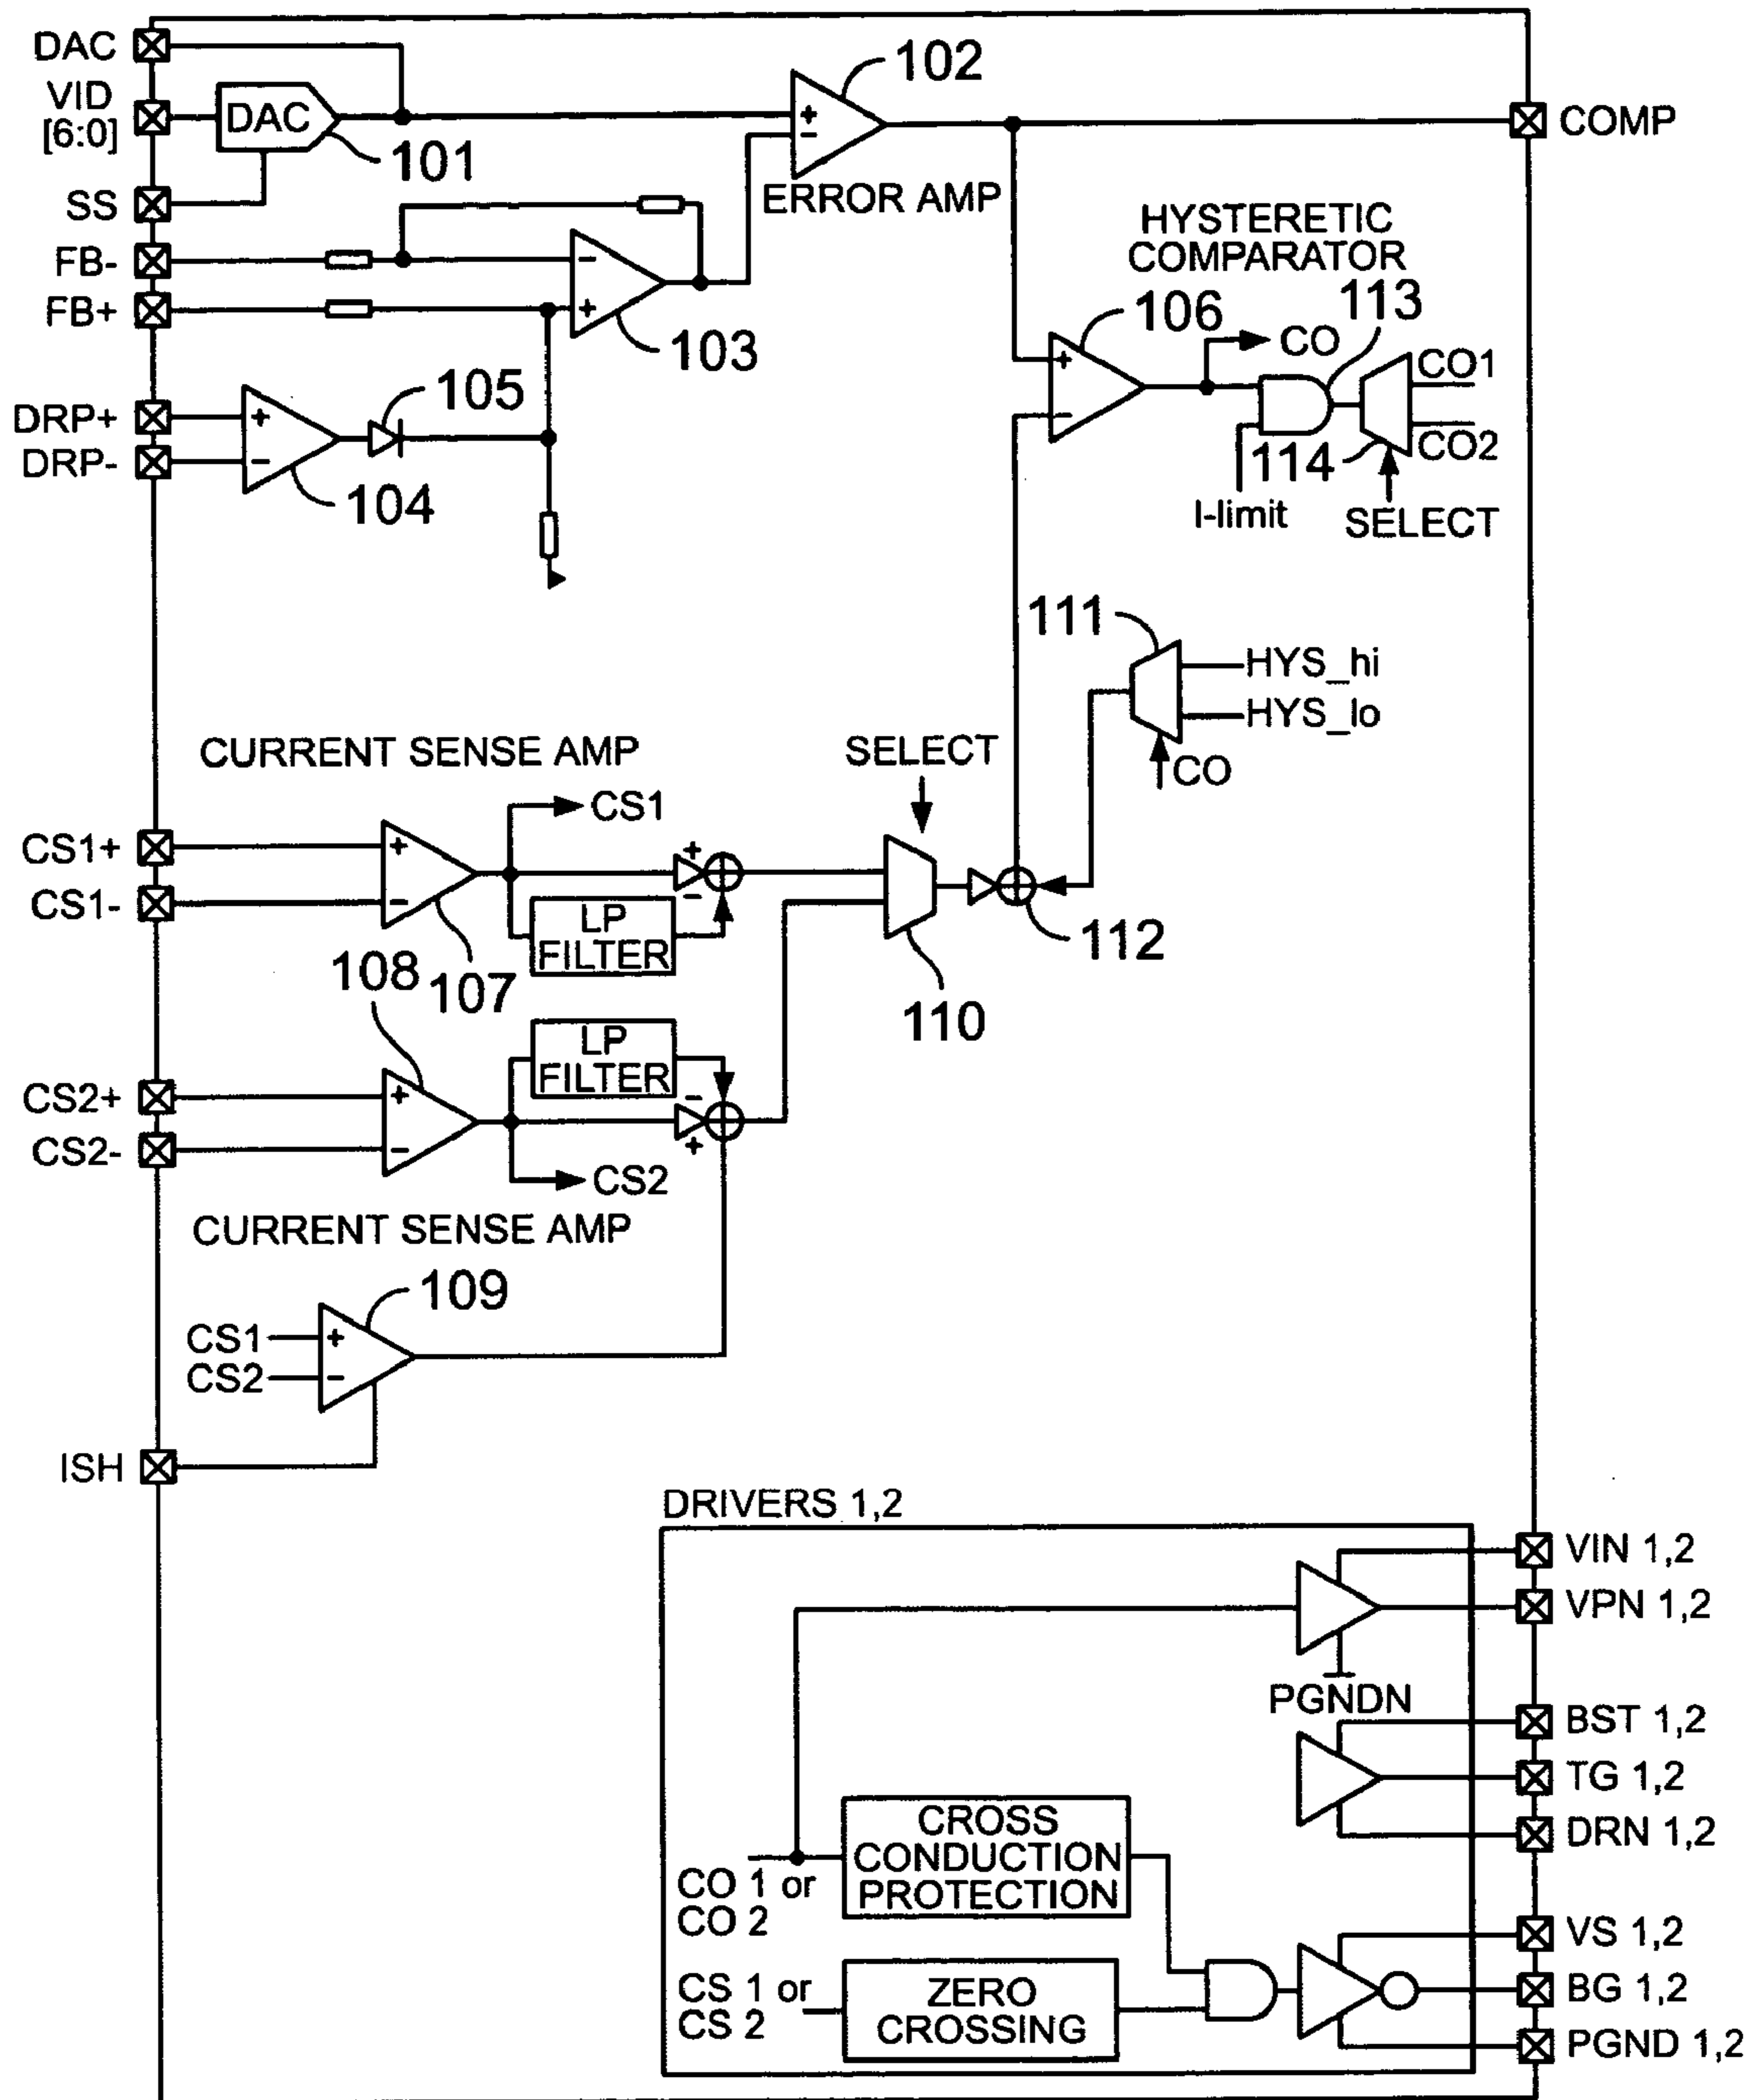 DAC
VID
[6:0]
DAC
101
SS
FB-
FB+
DRP+
DRP-
102
+
-
ERROR AMP
COMP
-
+
103
+
-
104
105
HYSTERETIC
COMPARATOR
106
113
+
-
CO
CO1
CO2
114
I-limit
SELECT
111
HYS_hi
HYS_lo
CO
CURRENT SENSE AMP
SELECT
CS1+
CS1-
+
-
CS1
+
-
LP
FILTER
107
110
112
108
LP
FILTER
CS2+
CS2-
+
-
-
+
CS2
CURRENT SENSE AMP
109
CS1
CS2
+
-
ISH
DRIVERS 1,2
VIN 1,2
VPN 1,2
PGNDN
BST 1,2
TG 1,2
DRN 1,2
CROSS
CONDUCTION
PROTECTION
CO 1 or
CO 2
CS 1 or
CS 2
ZERO
CROSSING
VS 1,2
BG 1,2
PGND 1,2